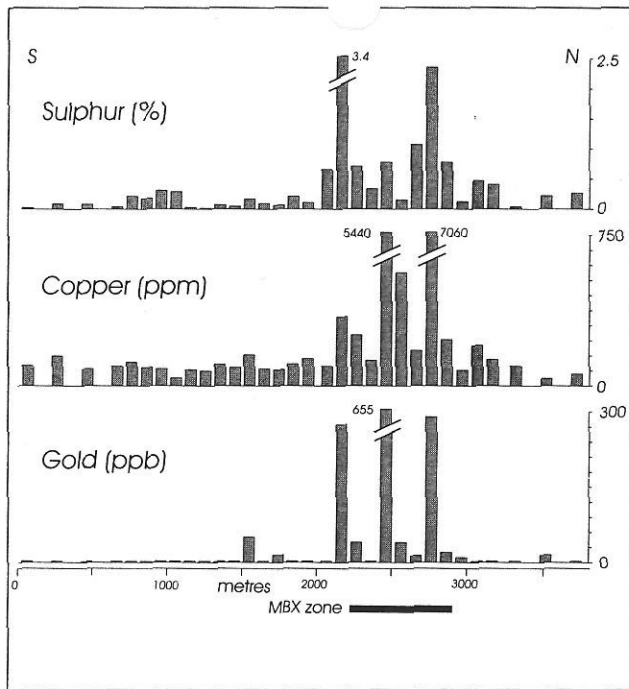 S
3.4
N
2.5
Sulphur (%)
0
5440
7060
750
Copper (ppm)
0
655
300
Gold (ppb)
0
0
1000
metres
2000
3000
MBX zone